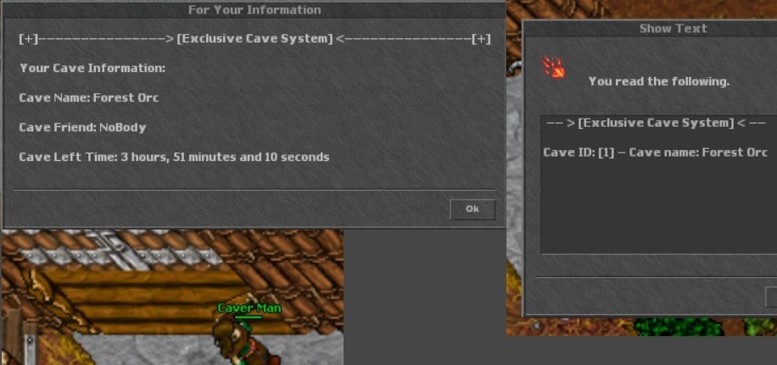 For Your Information
[+]----------------> [Exclusive Cave System] <----------------[+]
Your Cave Information:
Cave Name: Forest Orc
Cave Friend: NoBody
Cave Left Time: 3 hours, 51 minutes and 10 seconds
Ok
Caver Man
Show Text
You read the following.
--- > [Exclusive Cave System] < ---
Cave ID: [1] - Cave name: Forest Orc